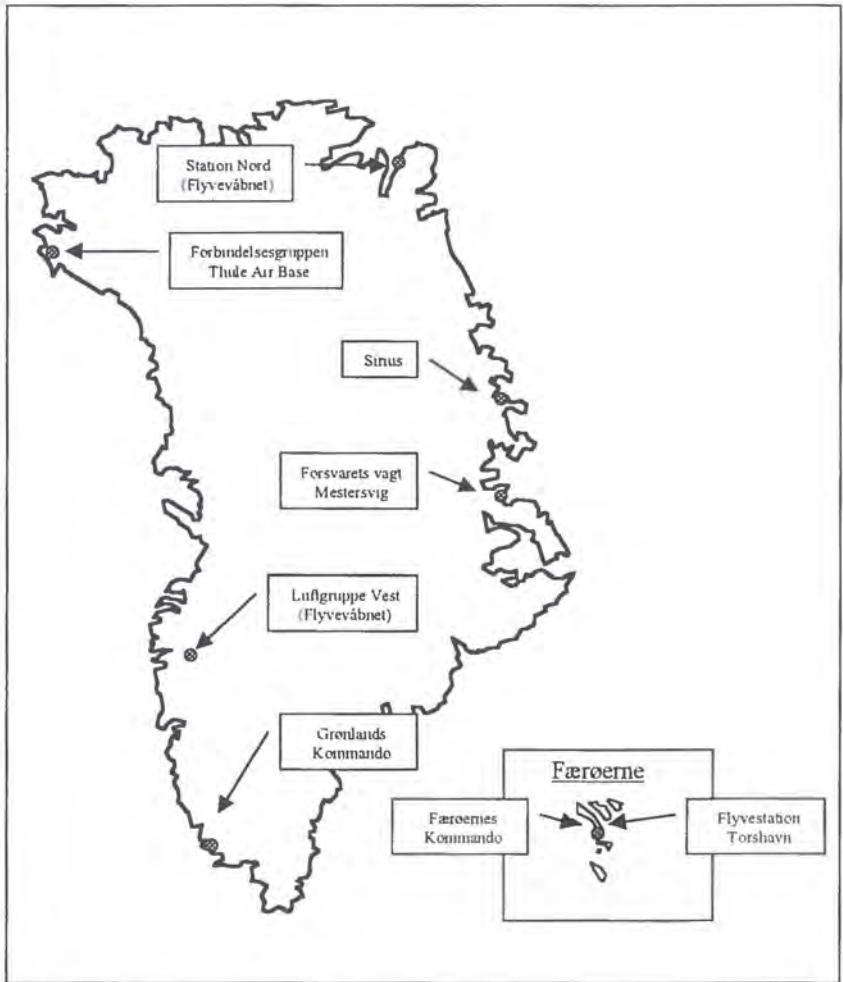 Station Nord
(Flyvevåbnet)
Forbindelsesgruppen
Thule Air Base
Sirius
Forsvarets vagt
Mestersvig
Luftgruppe Vest
(Flyvevåbnet)
Grønlands
Kommando
Færøerne
Færøernes
Kommando
Flyvestation
Torshavn